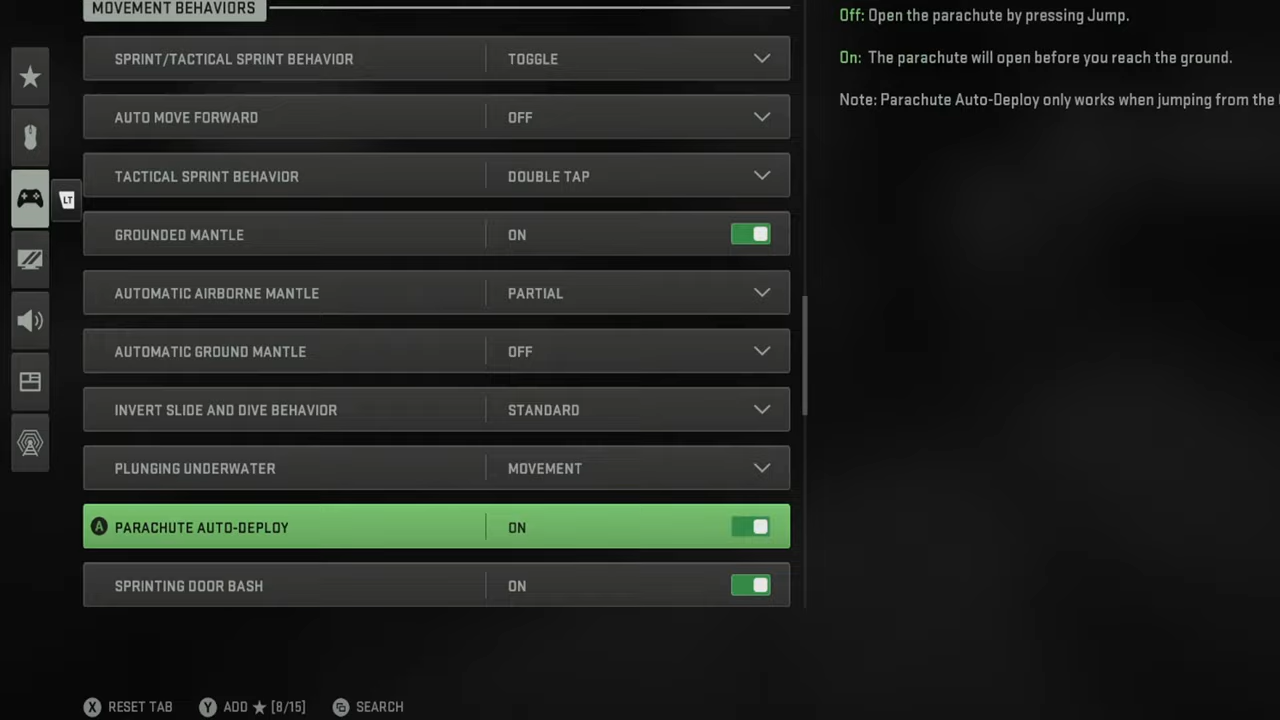 MOVEMENT BEHAVIORS
SPRINT/TACTICAL SPRINT BEHAVIOR TOGGLE
AUTO MOVE FORWARD OFF
TACTICAL SPRINT BEHAVIOR DOUBLE TAP
LT
GROUNDED MANTLE ON
AUTOMATIC AIRBORNE MANTLE PARTIAL
AUTOMATIC GROUND MANTLE OFF
INVERT SLIDE AND DIVE BEHAVIOR STANDARD
PLUNGING UNDERWATER MOVEMENT
A PARACHUTE AUTO-DEPLOY ON
SPRINTING DOOR BASH ON
X RESET TAB Y ADD ★ [8/15] SEARCH
Off: Open the parachute by pressing Jump.
On: The parachute will open before you reach the ground.
Note: Parachute Auto-Deploy only works when jumping from the